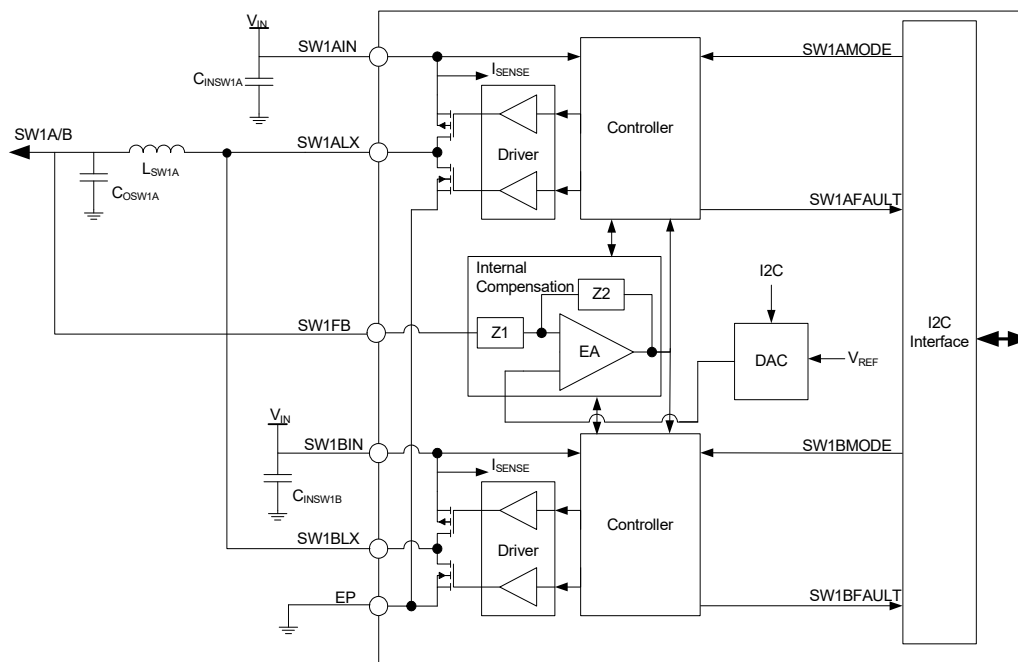 VIN
SW1AIN
SW1AMODE
ISENSE
CINSW1A
Controller
SW1A/B
SW1ALX
Driver
LSW1A
COSW1A
SW1AFAULT
Internal
Compensation
Z2
I2C
SW1FB
Z1
EA
DAC
VREF
I2C
Interface
VIN
SW1BIN
SW1BMODE
ISENSE
CINSW1B
Controller
SW1BLX
Driver
EP
SW1BFAULT